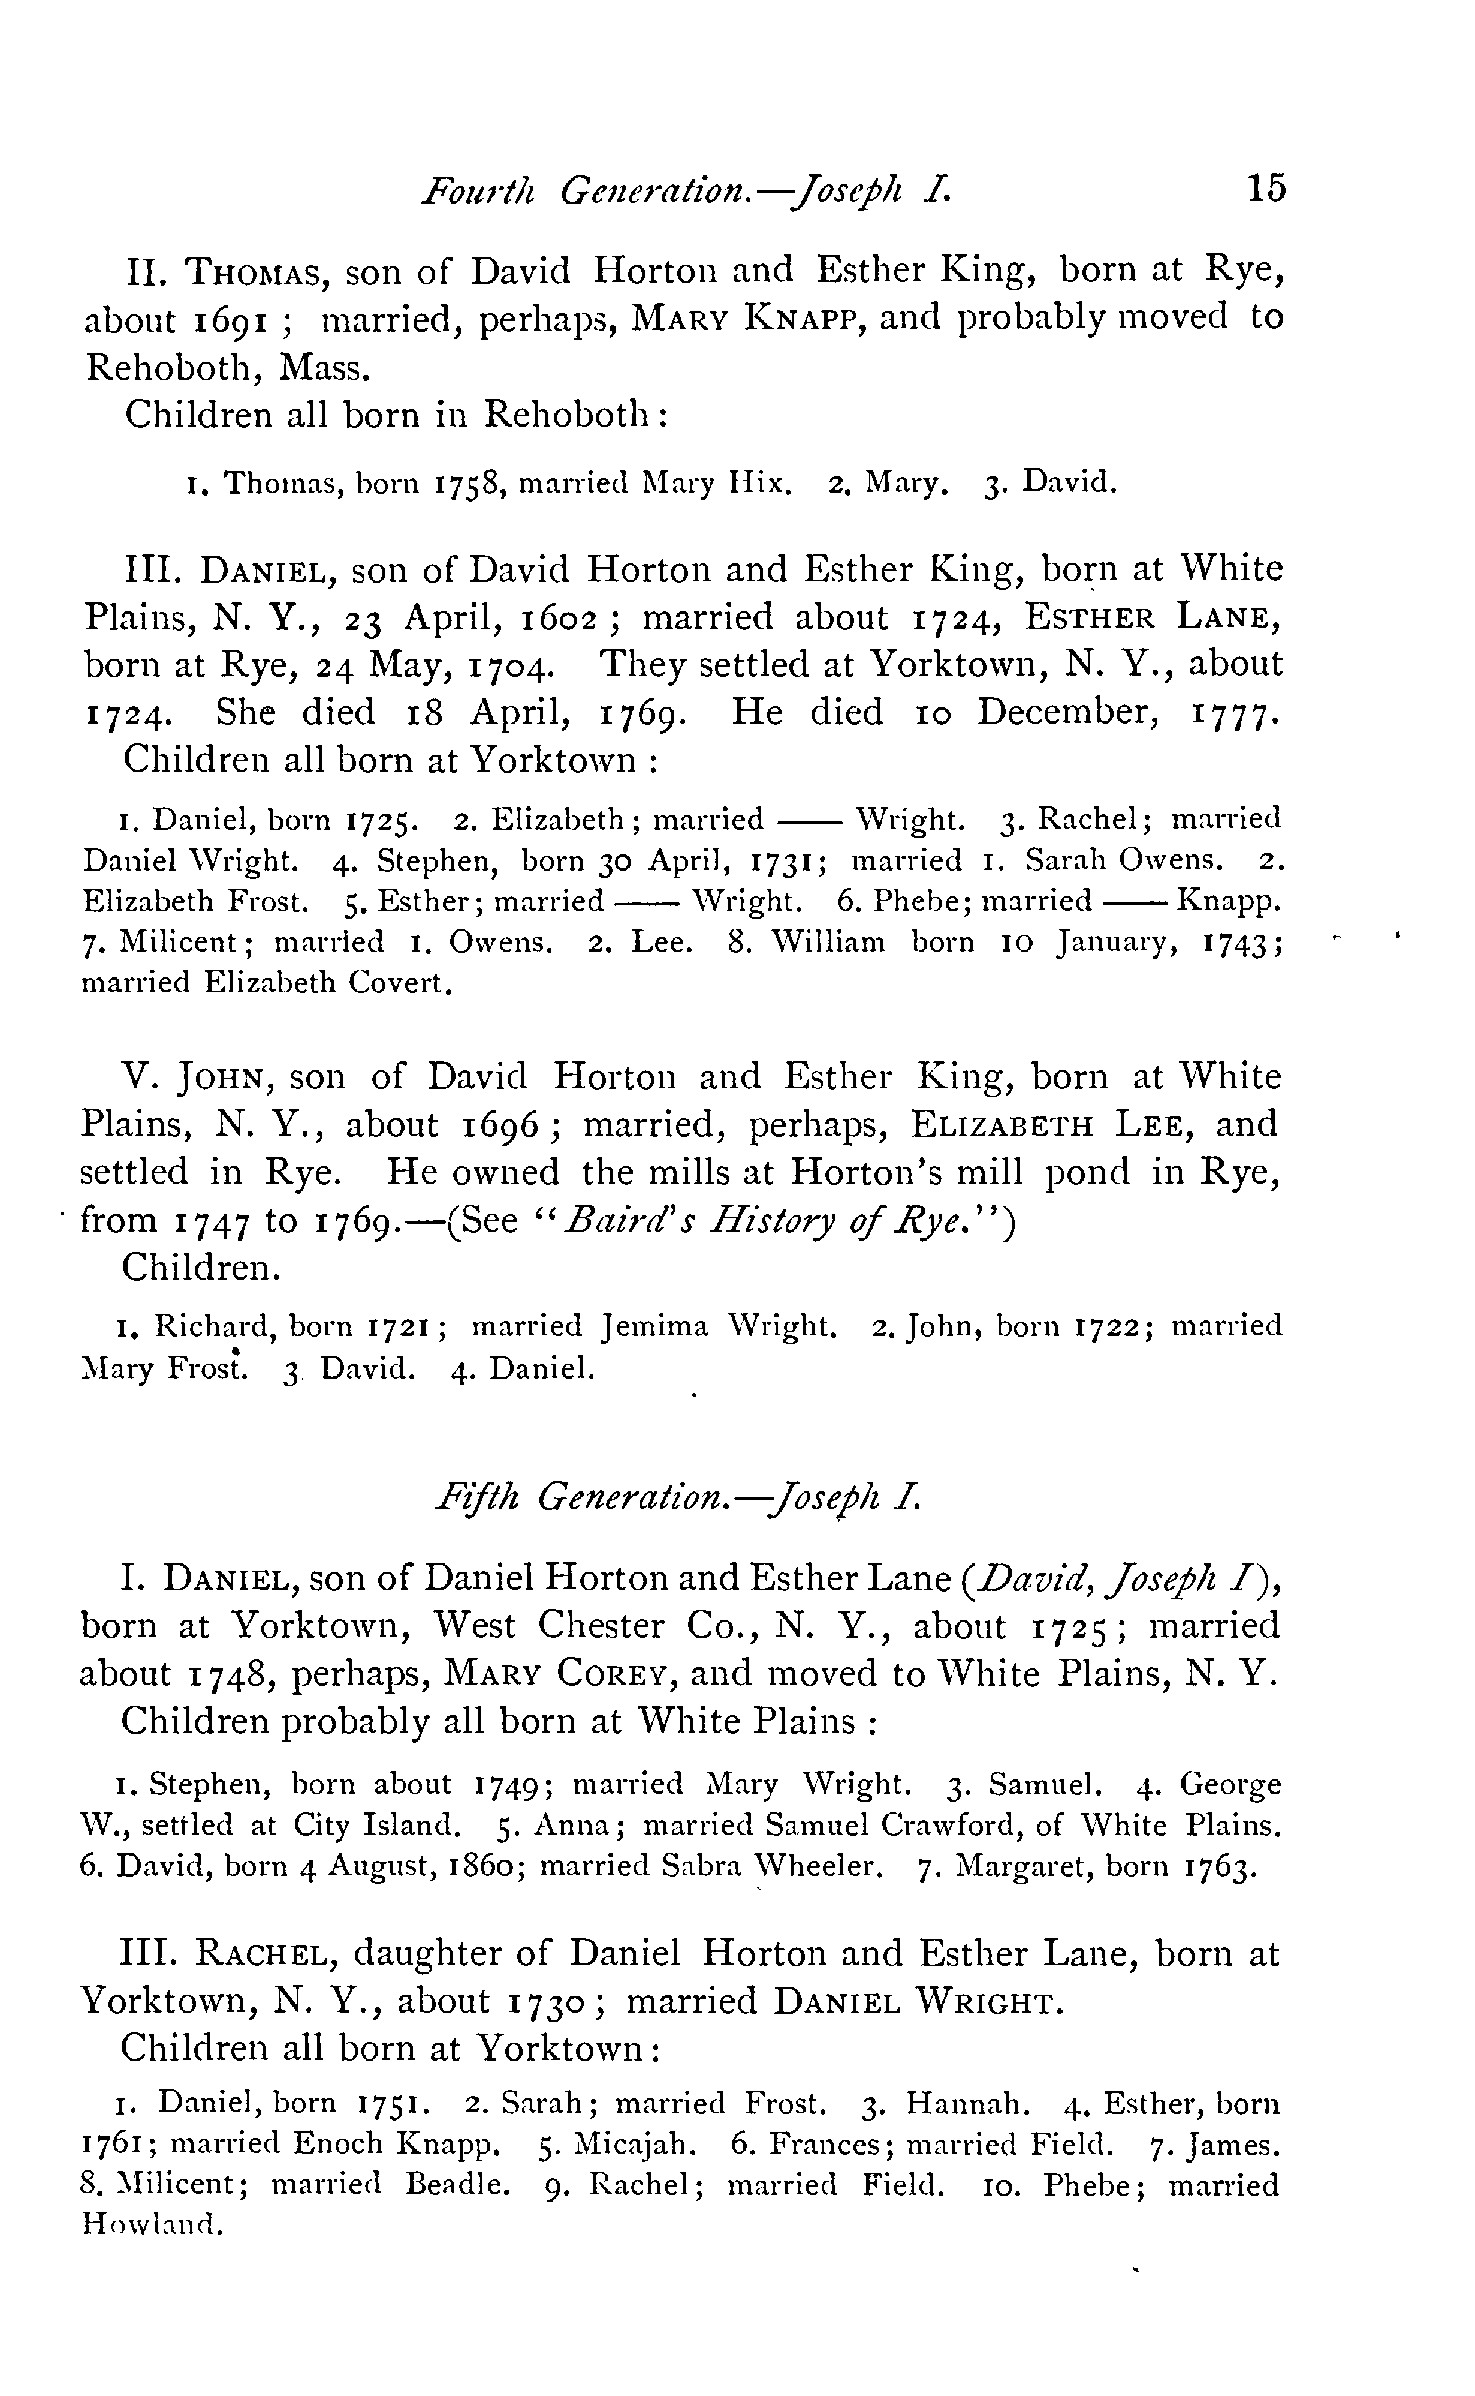 Fourth Generation.—Joseph I. 15
II. THOMAS, son of David Horton and Esther King, born at Rye,
about 1691 ; married, perhaps, MARY KNAPP, and probably moved to
Rehoboth, Mass.
Children all born in Rehoboth :
1. Thomas, born 1758, married Mary Hix. 2. Mary. 3. David.
III. DANIEL, son of David Horton and Esther King, born at White
Plains, N. Y., 23 April, 1602 ; married about 1724, ESTHER LANE,
born at Rye, 24 May, 1704. They settled at Yorktown, N. Y., about
1724. She died 18 April, 1769. He died 10 December, 1777.
Children all born at Yorktown :
1. Daniel, born 1725. 2. Elizabeth ; married —— Wright. 3. Rachel; married
Daniel Wright. 4. Stephen, born 30 April, 1731; married 1. Sarah Owens. 2.
Elizabeth Frost. 5. Esther; married —— Wright. 6. Phebe; married —— Knapp.
7. Milicent ; married 1. Owens. 2. Lee. 8. William born 10 January, 1743;
married Elizabeth Covert.
V. JOHN, son of David Horton and Esther King, born at White
Plains, N. Y., about 1696 ; married, perhaps, ELIZABETH LEE, and
settled in Rye. He owned the mills at Horton's mill pond in Rye,
from 1747 to 1769.—(See "Baird's History of Rye.")
Children.
1. Richard, born 1721 ; married Jemima Wright. 2. John, born 1722; married
Mary Frost. 3. David. 4. Daniel.
Fifth Generation.—Joseph I.
I. DANIEL, son of Daniel Horton and Esther Lane (David, Joseph I),
born at Yorktown, West Chester Co., N. Y., about 1725 ; married
about 1748, perhaps, MARY COREY, and moved to White Plains, N. Y.
Children probably all born at White Plains :
1. Stephen, born about 1749; married Mary Wright. 3. Samuel. 4. George
W., settled at City Island. 5. Anna; married Samuel Crawford, of White Plains.
6. David, born 4 August, 1860; married Sabra Wheeler. 7. Margaret, born 1763.
III. RACHEL, daughter of Daniel Horton and Esther Lane, born at
Yorktown, N. Y., about 1730 ; married DANIEL WRIGHT.
Children all born at Yorktown :
1. Daniel, born 1751. 2. Sarah; married Frost. 3. Hannah. 4. Esther, born
1761; married Enoch Knapp. 5. Micajah. 6. Frances; married Field. 7. James.
8. Milicent; married Beadle. 9. Rachel; married Field. 10. Phebe; married
Howland.